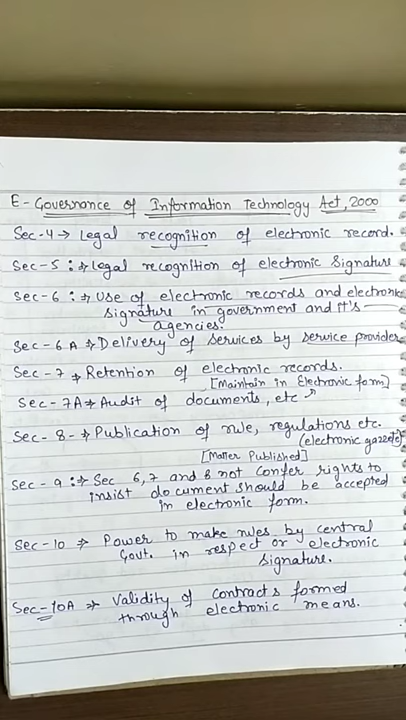 E- Governance of Information Technology Act, 2000
Sec-4 → Legal recognition of electronic record.
Sec-5 :→ Legal recognition of electronic Signature
Sec-6 :→ Use of electronic records and electronic
signature in government and it's
agencies.
Sec-6A → Delivery of services by service provider
Sec-7 → Retention of electronic records.
[Maintain in Electronic form]
Sec-7A → Audit of documents, etc
Sec-8- → Publication of rule, regulations etc.
(electronic gazette)
[Matter Published]
Sec-9 :→ Sec 6,7 and 8 not confer rights to
insist document should be accepted
in electronic form.
Sec-10 → Power to make rules by central
Govt. in respect of electronic
signature.
Sec-10A → Validity of contracts formed
through electronic means.